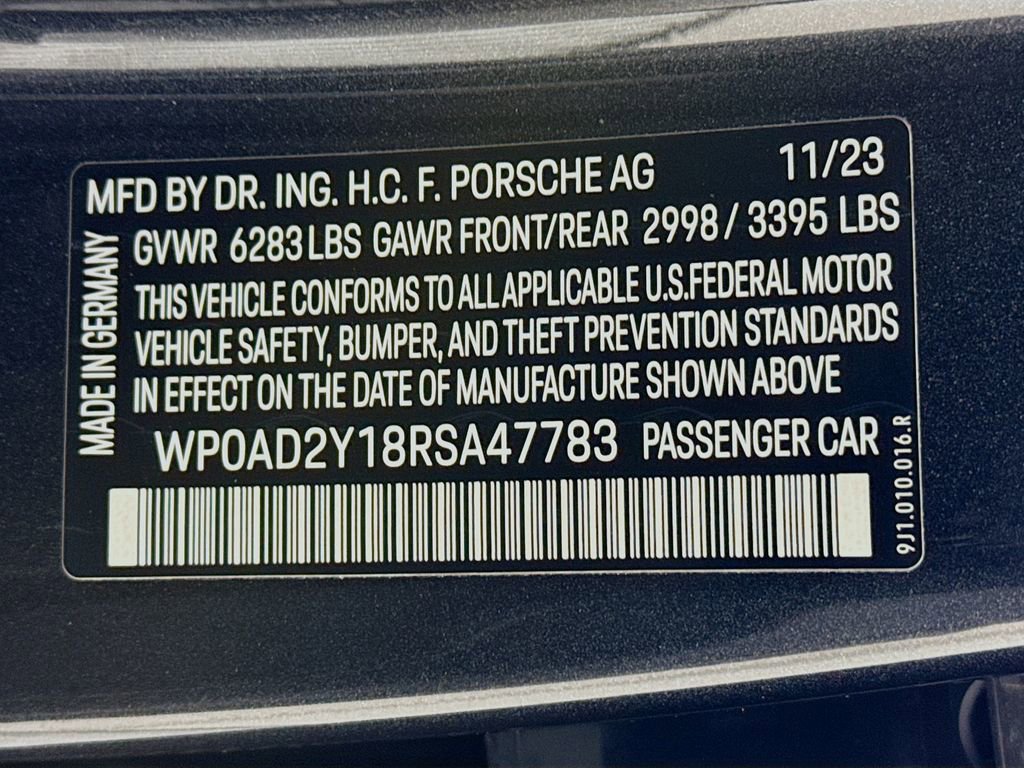 MFD BY DR. ING. H.C. F. PORSCHE AG 11/23
GVWR 6283 LBS GAWR FRONT/REAR 2998 / 3395 LBS
THIS VEHICLE CONFORMS TO ALL APPLICABLE U.S.FEDERAL MOTOR
VEHICLE SAFETY, BUMPER, AND THEFT PREVENTION STANDARDS
IN EFFECT ON THE DATE OF MANUFACTURE SHOWN ABOVE
WP0AD2Y18RSA47783 PASSENGER CAR
MADE IN GERMANY
9J1.010.016.R